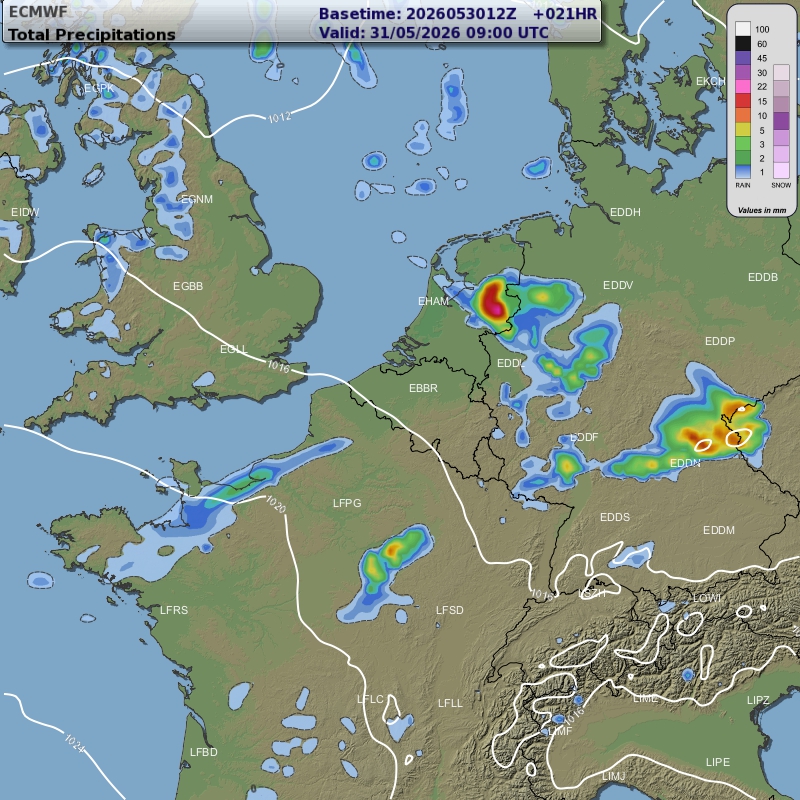 ECMWF
Basetime: 2026053012Z +021HR
Total Precipitations
Valid: 31/05/2026 09:00 UTC
100
60
45
30
22
15
10
5
3
2
1
RAIN
SNOW
Values in mm
EGPK
EKCH
1012
EGNM
EIDW
EDDH
EGBB
EHAM
EDDV
EDDB
EGLL
1016
EBBR
EDDL
EDDP
EDDF
EDDN
LFPG
1020
EDDS
EDDM
LFRS
LFSD
1016
LSZH
LOWI
LFLC
LFLL
LIMZ
LIPZ
1016
LIMF
1024
LFBD
LIPE
LIMJ